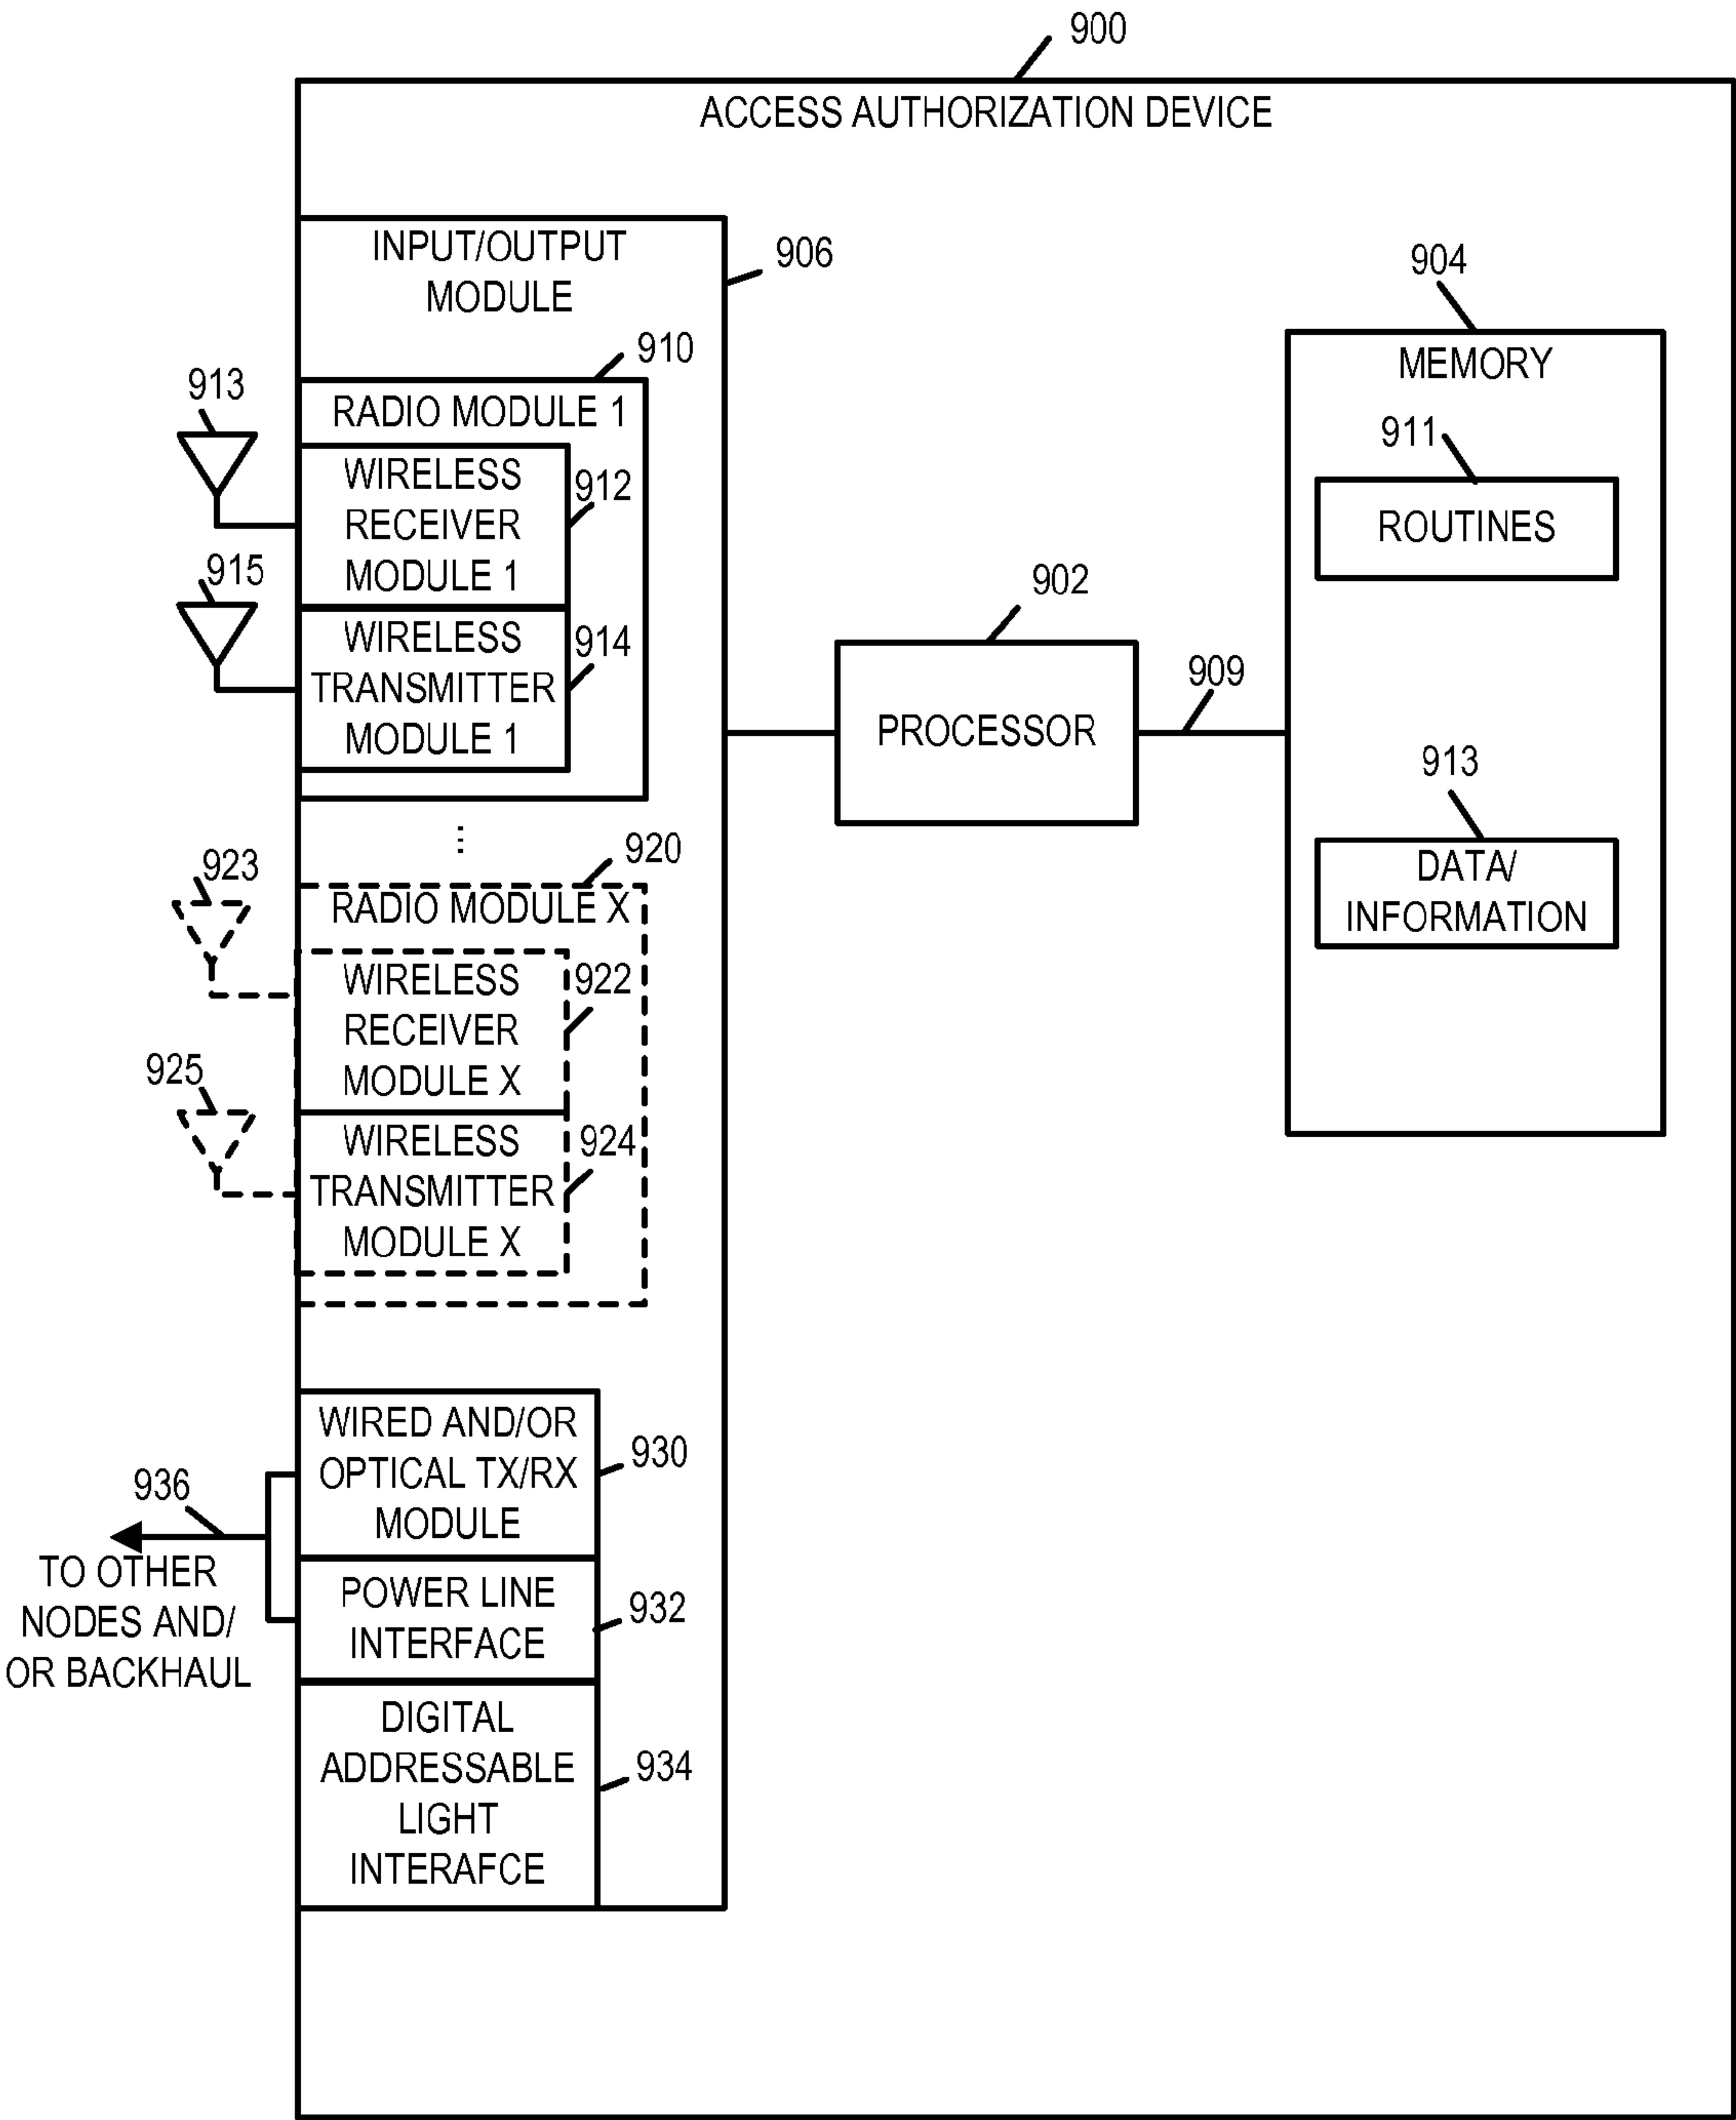 900
ACCESS AUTHORIZATION DEVICE
INPUT/OUTPUT
MODULE
906
910
RADIO MODULE 1
913
WIRELESS
RECEIVER
MODULE 1
912
915
WIRELESS
TRANSMITTER
MODULE 1
914
...
920
RADIO MODULE X
923
WIRELESS
RECEIVER
MODULE X
922
925
WIRELESS
TRANSMITTER
MODULE X
924
WIRED AND/OR
OPTICAL TX/RX
MODULE
930
936
TO OTHER
NODES AND/
OR BACKHAUL
POWER LINE
INTERFACE
932
DIGITAL
ADDRESSABLE
LIGHT
INTERAFCE
934
902
PROCESSOR
909
904
MEMORY
911
ROUTINES
913
DATA/
INFORMATION